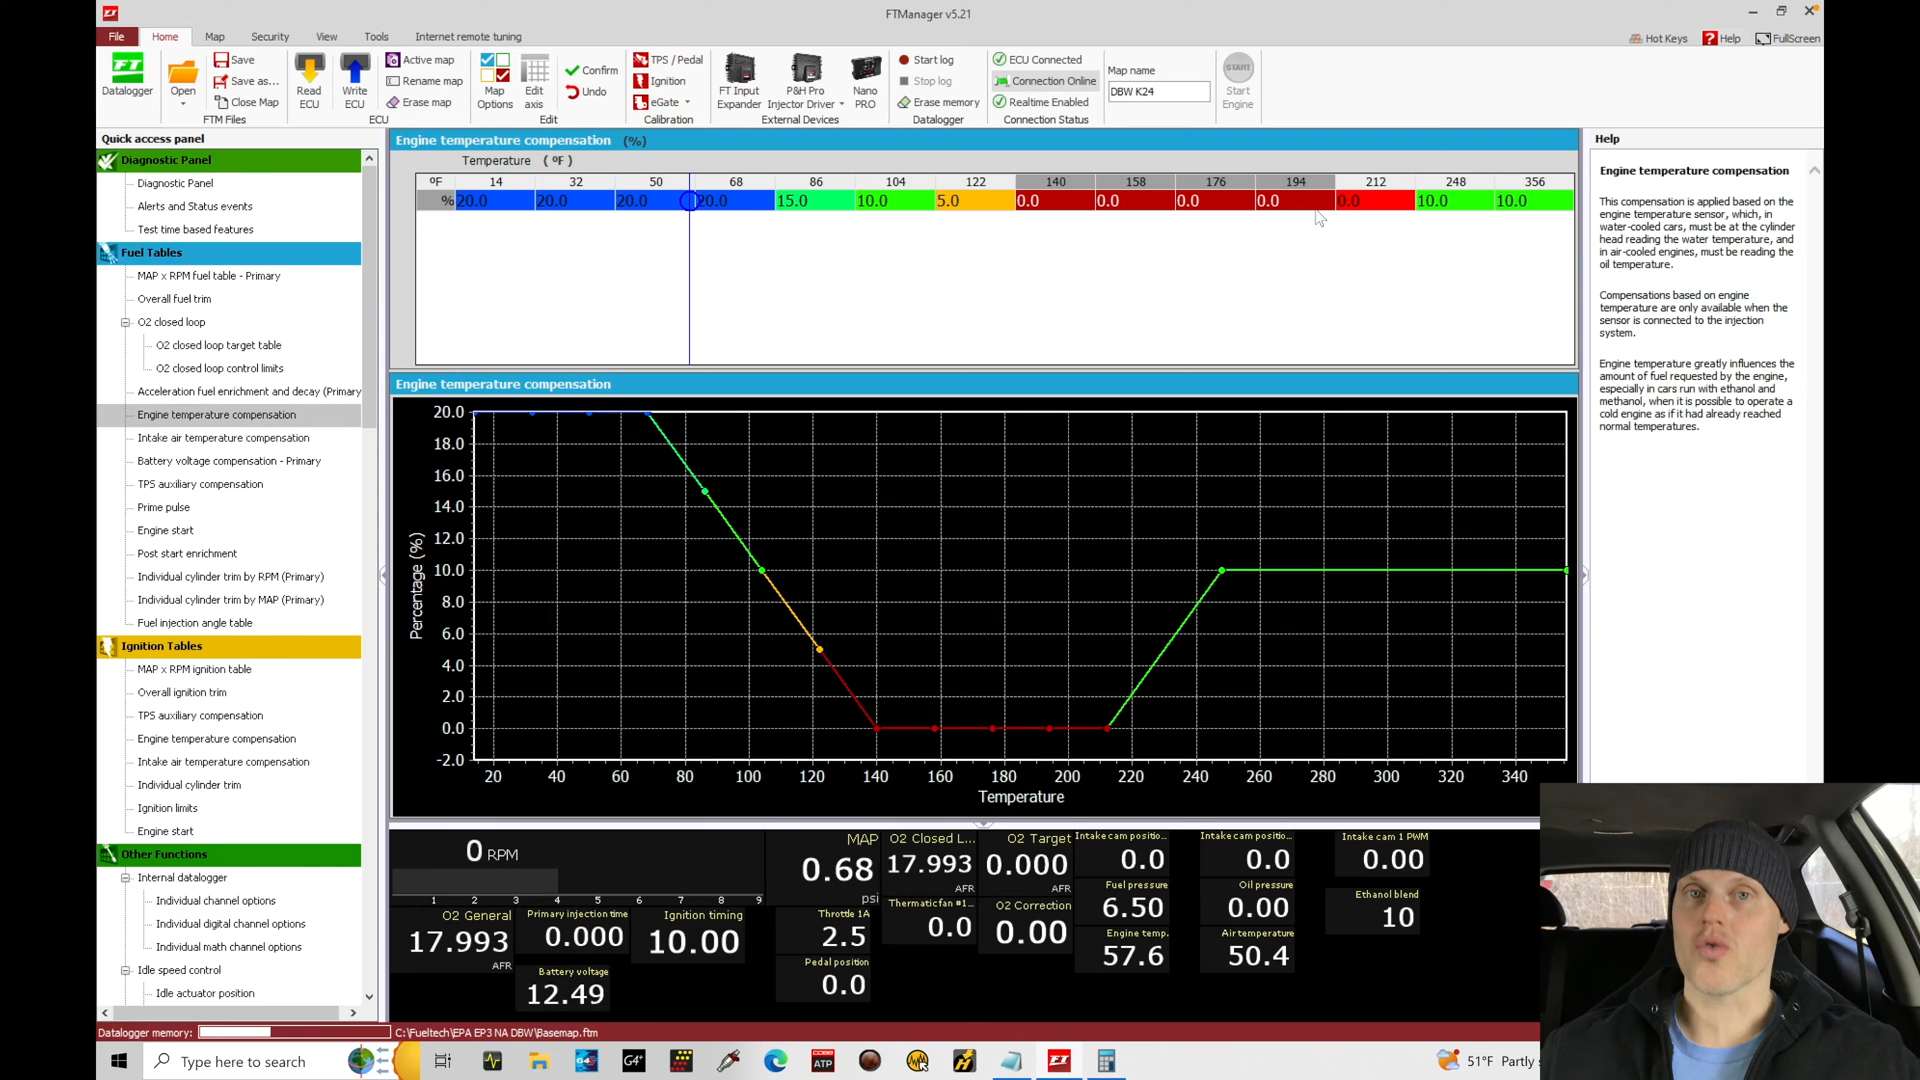 FTManager v5.21
File Home Map Security View Tools Internet remote tuning
Hot Keys ? Help FullScreen
FT Datalogger
Open
Save
Save as...
Close Map
FTM Files
Read ECU
Write ECU
Active map
Rename map
Erase map
ECU
Map Options
Edit axis
Confirm
Undo
Edit
TPS / Pedal
Ignition
eGate
Calibration
FT Input Expander
P&H Pro Injector Driver
Nano PRO
External Devices
Start log
Stop log
Erase memory
Datalogger
ECU Connected
Connection Online
Realtime Enabled
Connection Status
Map name
DBW K24
START
Start Engine
Quick access panel
Diagnostic Panel
Diagnostic Panel
Alerts and Status events
Test time based features
Fuel Tables
MAP x RPM fuel table - Primary
Overall fuel trim
O2 closed loop
O2 closed loop target table
O2 closed loop control limits
Acceleration fuel enrichment and decay (Primary
Engine temperature compensation
Intake air temperature compensation
Battery voltage compensation - Primary
TPS auxiliary compensation
Prime pulse
Engine start
Post start enrichment
Individual cylinder trim by RPM (Primary)
Individual cylinder trim by MAP (Primary)
Fuel injection angle table
Ignition Tables
MAP x RPM ignition table
Overall ignition trim
TPS auxiliary compensation
Engine temperature compensation
Intake air temperature compensation
Individual cylinder trim
Ignition limits
Engine start
Other Functions
Internal datalogger
Individual channel options
Individual digital channel options
Individual math channel options
Idle speed control
Idle actuator position
Engine temperature compensation (%)
Temperature (ºF)
ºF 14 32 50 68 86 104 122 140 158 176 194 212 248 356
% 20.0 20.0 20.0 20.0 15.0 10.0 5.0 0.0 0.0 0.0 0.0 0.0 10.0 10.0
Engine temperature compensation
Percentage (%)
20.0
18.0
16.0
14.0
12.0
10.0
8.0
6.0
4.0
2.0
0.0
-2.0
20 40 60 80 100 120 140 160 180 200 220 240 260 280 300 320 340
Temperature
0 RPM
1 2 3 4 5 6 7 8 9
MAP
0.68
psi
O2 Closed L...
17.993
AFR
O2 Target
0.000
AFR
Intake cam positio...
0.0
Intake cam positio...
0.0
Intake cam 1 PWM
0.00
O2 General
17.993
AFR
Primary injection time
0.000
Ignition timing
10.00
Throttle 1A
2.5
Thermatic fan #1...
0.0
O2 Correction
0.00
Fuel pressure
6.50
Oil pressure
0.00
Ethanol blend
10
Battery voltage
12.49
Pedal position
0.0
Engine temp.
57.6
Air temperature
50.4
Help
Engine temperature compensation
This compensation is applied based on the
engine temperature sensor, which, in
water-cooled cars, must be at the cylinder
head reading the water temperature, and
in air-cooled engines, must be reading the
oil temperature.
Compensations based on engine
temperature are only available when the
sensor is connected to the injection
system.
Engine temperature greatly influences the
amount of fuel requested by the engine,
especially in cars run with ethanol and
methanol, when it is possible to operate a
cold engine as if it had already reached
normal temperatures.
Datalogger memory: C:\Fueltech\EPA EP3 NA DBW\Basemap.ftm
Type here to search
G4+
ATP
FT
51°F Partly